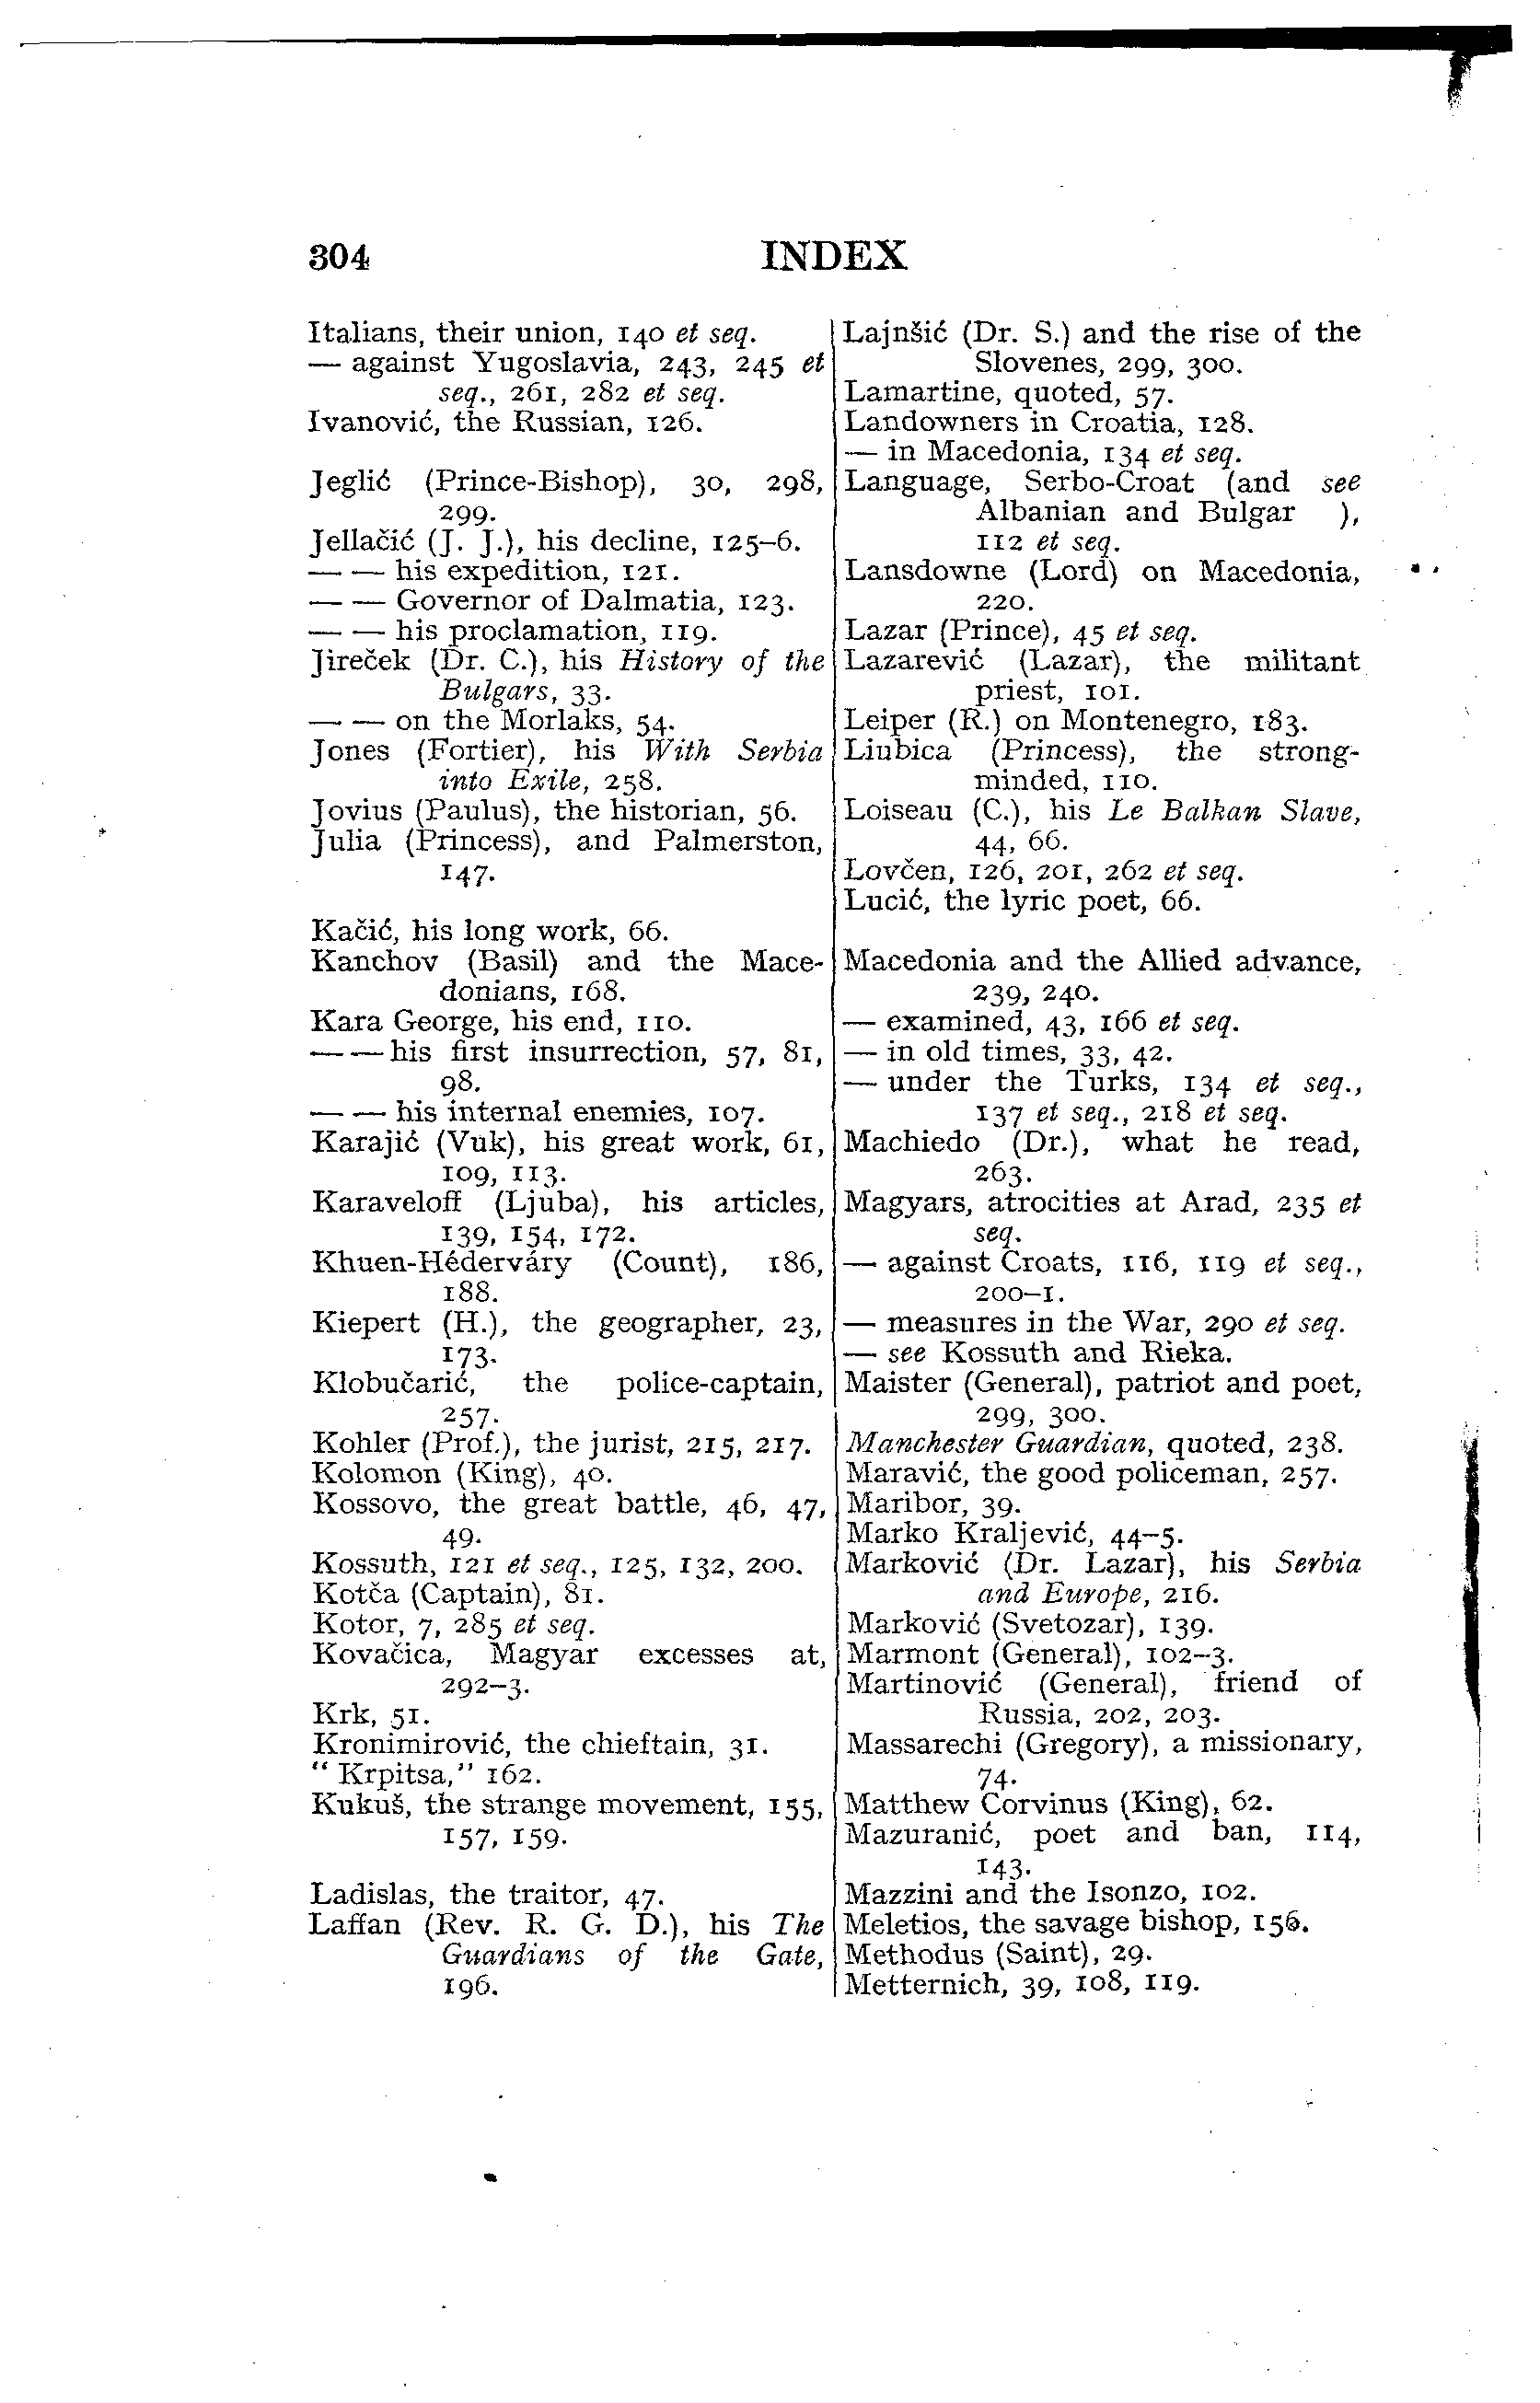 304 INDEX
Italians, their union, 140 et seq.
— against Yugoslavia, 243, 245 et
seq., 261, 282 et seq.
Ivanović, the Russian, 126.
Jeglić (Prince-Bishop), 30, 298,
299.
Jellačić (J. J.), his decline, 125–6.
— — his expedition, 121.
— — Governor of Dalmatia, 123.
— — his proclamation, 119.
Jireček (Dr. C.), his History of the
Bulgars, 33.
— — on the Morlaks, 54.
Jones (Fortier), his With Serbia
into Exile, 258.
Jovius (Paulus), the historian, 56.
Julia (Princess), and Palmerston,
147.
Kačić, his long work, 66.
Kanchov (Basil) and the Mace-
donians, 168.
Kara George, his end, 110.
— — his first insurrection, 57, 81,
98.
— — his internal enemies, 107.
Karajić (Vuk), his great work, 61,
109, 113.
Karaveloff (Ljuba), his articles,
139, 154, 172.
Khuen-Héderváry (Count), 186,
188.
Kiepert (H.), the geographer, 23,
173.
Klobučarić, the police-captain,
257.
Kohler (Prof.), the jurist, 215, 217.
Kolomon (King), 40.
Kossovo, the great battle, 46, 47,
49.
Kossuth, 121 et seq., 125, 132, 200.
Kotča (Captain), 81.
Kotor, 7, 285 et seq.
Kovačica, Magyar excesses at,
292–3.
Krk, 51.
Kronimirović, the chieftain, 31.
" Krpitsa," 162.
Kukuš, the strange movement, 155,
157, 159.
Ladislas, the traitor, 47.
Laffan (Rev. R. G. D.), his The
Guardians of the Gate,
196.
Lajnšić (Dr. S.) and the rise of the
Slovenes, 299, 300.
Lamartine, quoted, 57.
Landowners in Croatia, 128.
— in Macedonia, 134 et seq.
Language, Serbo-Croat (and see
Albanian and Bulgar ),
112 et seq.
Lansdowne (Lord) on Macedonia,
220.
Lazar (Prince), 45 et seq.
Lazarević (Lazar), the militant
priest, 101.
Leiper (R.) on Montenegro, 183.
Liubica (Princess), the strong-
minded, 110.
Loiseau (C.), his Le Balkan Slave,
44, 66.
Lovčen, 126, 201, 262 et seq.
Lucić, the lyric poet, 66.
Macedonia and the Allied advance,
239, 240.
— examined, 43, 166 et seq.
— in old times, 33, 42.
— under the Turks, 134 et seq.,
137 et seq., 218 et seq.
Machiedo (Dr.), what he read,
263.
Magyars, atrocities at Arad, 235 et
seq.
— against Croats, 116, 119 et seq.,
200–1.
— measures in the War, 290 et seq.
— see Kossuth and Rieka.
Maister (General), patriot and poet,
299, 300.
Manchester Guardian, quoted, 238.
Maravić, the good policeman, 257.
Maribor, 39.
Marko Kraljević, 44–5.
Marković (Dr. Lazar), his Serbia
and Europe, 216.
Marković (Svetozar), 139.
Marmont (General), 102–3.
Martinović (General), friend of
Russia, 202, 203.
Massarechi (Gregory), a missionary,
74.
Matthew Corvinus (King), 62.
Mazuranić, poet and ban, 114,
143.
Mazzini and the Isonzo, 102.
Meletios, the savage bishop, 156.
Methodus (Saint), 29.
Metternich, 39, 108, 119.